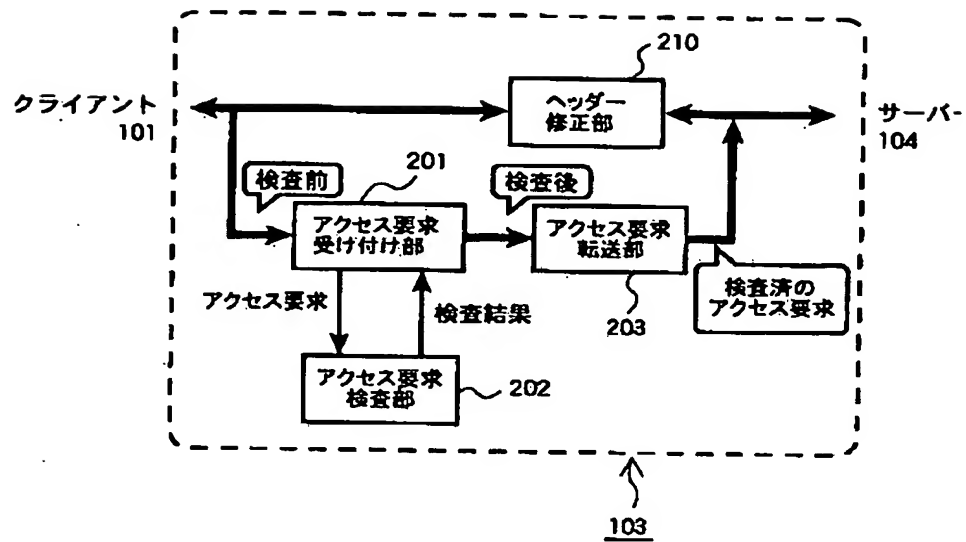 210
クライアント
101
ヘッダー
修正部
サーバー
104
検査前
201
検査後
アクセス要求
受け付け部
アクセス要求
転送部
アクセス要求
検査結果
203
検査済の
アクセス要求
アクセス要求
検査部
202
103